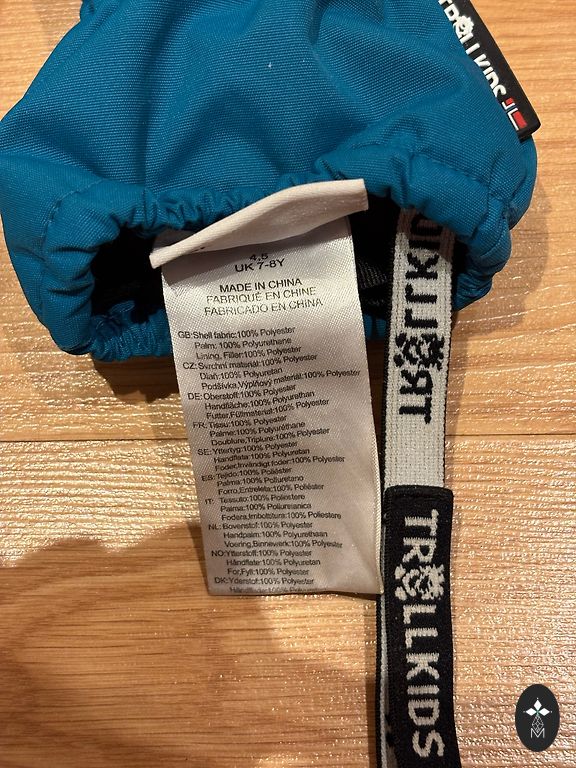 TROLLKIDS
4,5
UK 7-8Y
MADE IN CHINA
FABRIQUÉ EN CHINE
FABRICADO EN CHINA
GB:Shell fabric:100% Polyester
Palm: 100% Polyurethene
Lining, Filler:100% Polyester
CZ:Svrchní materiál:100% Polyester
Dlaň:100% Polyuretan
Podšívka,Výplňový materiál:100% Polyester
DE:Oberstoff:100% Polyester
Handfläche:100% Polyurethan
Futter,Füllmaterial:100% Polyester
FR:Tissu:100% Polyester
Palme:100% Polyuréthane
Doublure,Triplure:100% Polyester
SE:Yttertyg:100% Polyester
Handflata:100% Polyuretan
Foder,Invändigt foder:100% Polyester
ES:Tejido:100% Poliéster
Palma:100% Poliuretano
Forro,Entretela:100% Poliéster
IT: Tessuto:100% Poliestere
Palma:100% Poliuretanica
Fodera,Imbottitura:100% Poliestere
NL:Bovenstof:100% Polyester
Handpalm:100% Polyurethaan
Voering,Binnenwerk:100% Polyester
NO:Ytterstoff:100% Polyester
Håndflate:100% Polyuretan
For,Fyll:100% Polyester
DK:Yderstof:100% Polyester
TROLLKIDS
M